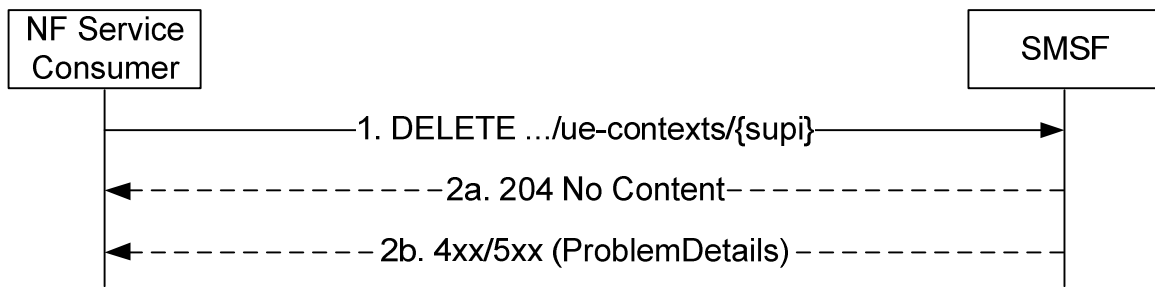 NF Service
Consumer
SMSF
1. DELETE .../ue-contexts/{supi}
2a. 204 No Content
2b. 4xx/5xx (ProblemDetails)